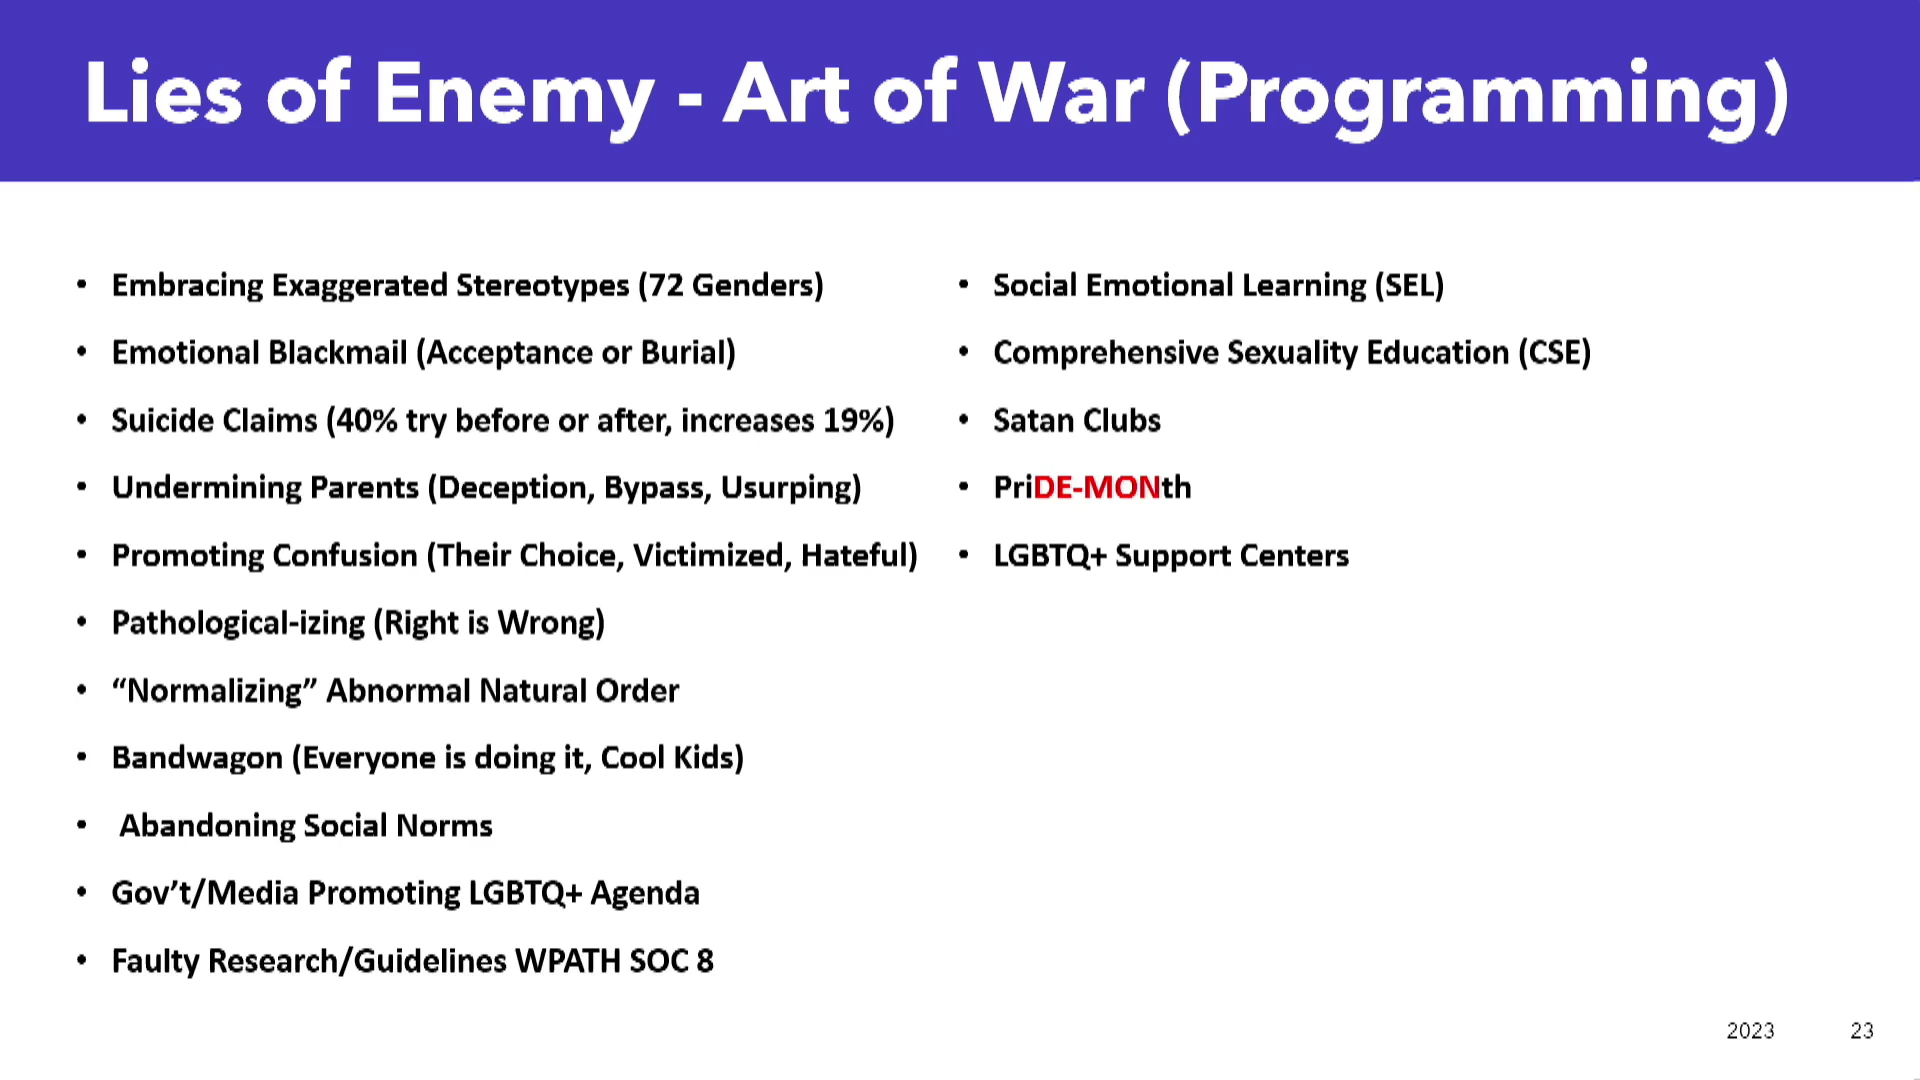 Lies of Enemy - Art of War (Programming)
• Embracing Exaggerated Stereotypes (72 Genders)
• Emotional Blackmail (Acceptance or Burial)
• Suicide Claims (40% try before or after, increases 19%)
• Undermining Parents (Deception, Bypass, Usurping)
• Promoting Confusion (Their Choice, Victimized, Hateful)
• Pathological-izing (Right is Wrong)
• “Normalizing” Abnormal Natural Order
• Bandwagon (Everyone is doing it, Cool Kids)
• Abandoning Social Norms
• Gov’t/Media Promoting LGBTQ+ Agenda
• Faulty Research/Guidelines WPATH SOC 8
• Social Emotional Learning (SEL)
• Comprehensive Sexuality Education (CSE)
• Satan Clubs
• PriDE-MONth
• LGBTQ+ Support Centers
2023 23